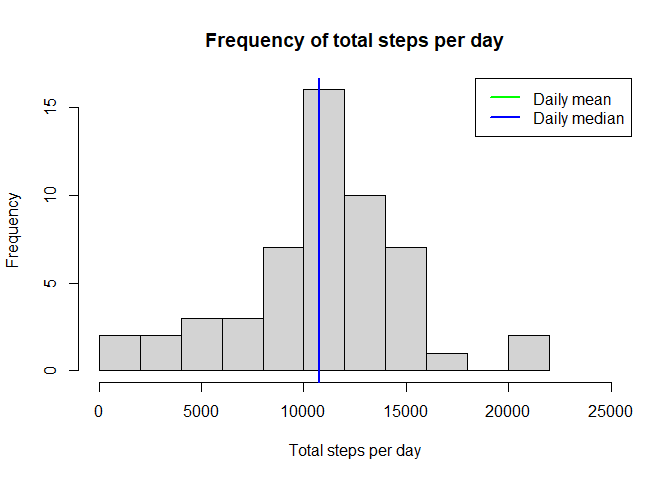 Frequency of total steps per day
Daily mean
Daily median
Frequency
15
10
5
0
0 5000 10000 15000 20000 25000
Total steps per day